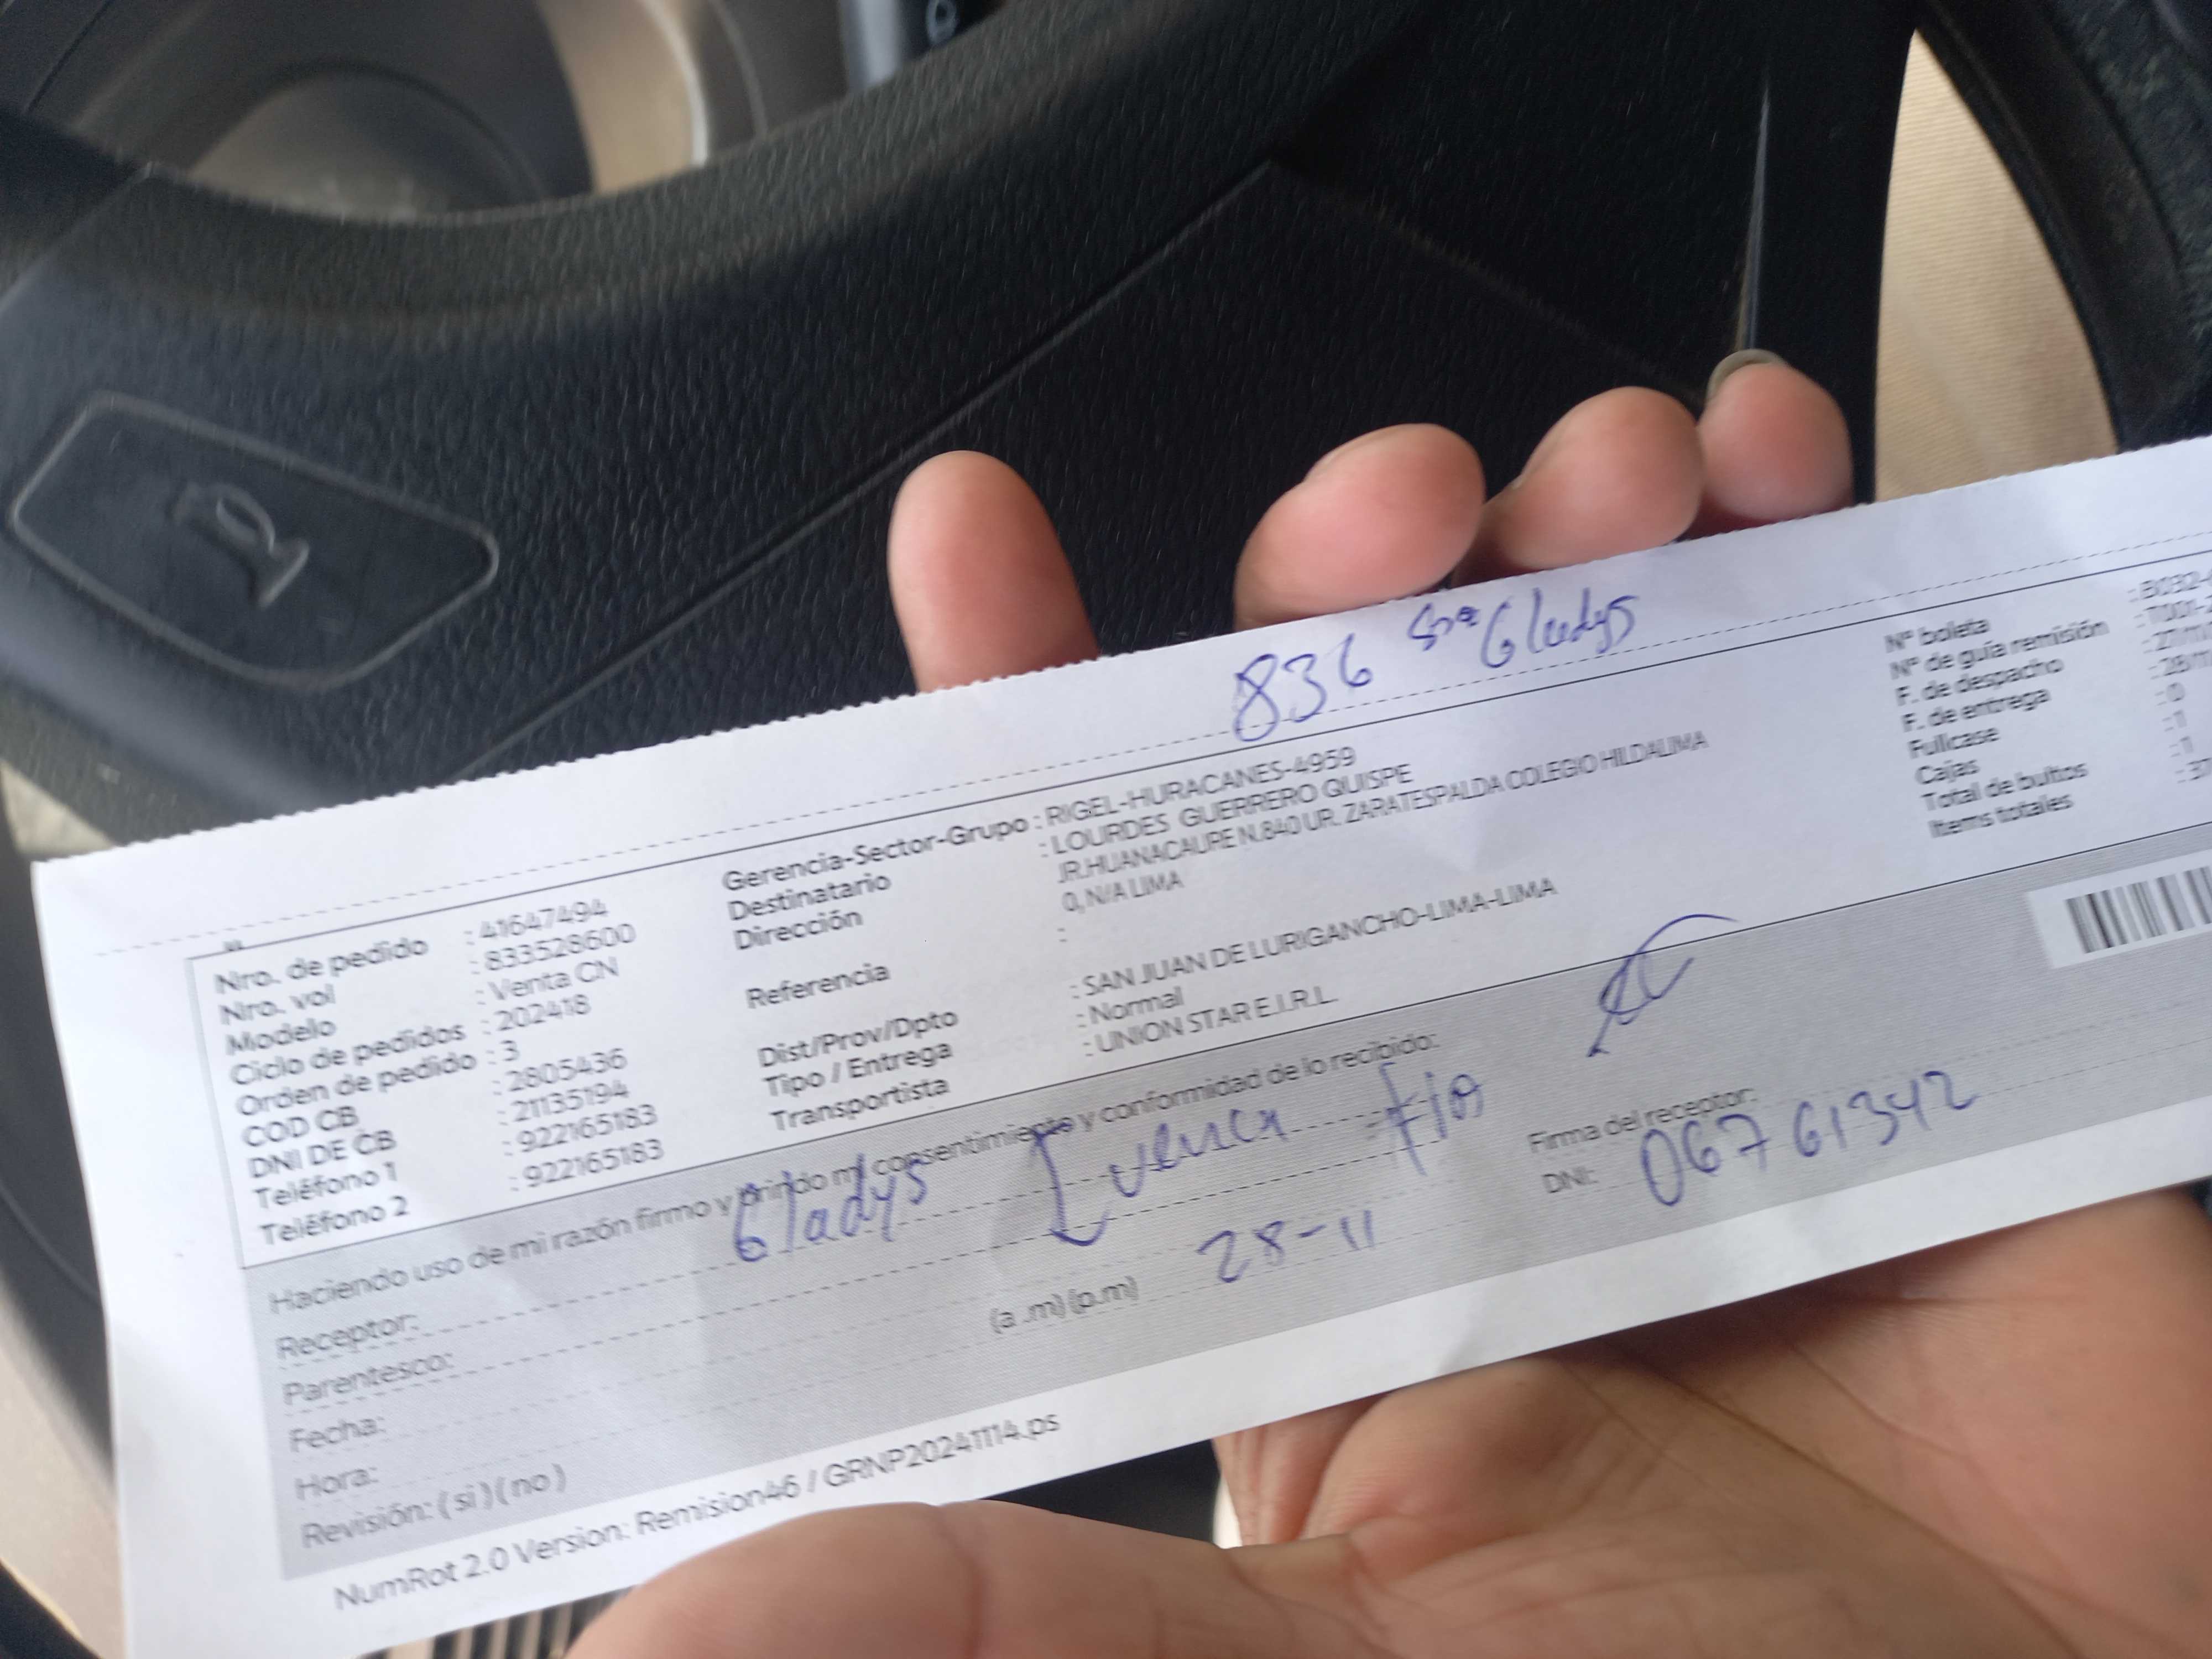 836 Sra Gladys
Nro. de pedido : 41647494
Nro. vol : 833528600
Modelo : Venta CN
Ciclo de pedidos : 202418
Orden de pedido : 3
COD CB : 2805436
DNI DE CB : 21135194
Teléfono 1 : 922165183
Teléfono 2 : 922165183
Gerencia-Sector-Grupo : RIGEL-HURACANES-4959
Destinatario : LOURDES GUERRERO QUISPE
Dirección JR.HUANACAURE N.840 UR. ZARATESPALDA COLEGIO HILDALIMA
0, N/A LIMA
Referencia :
Dist/Prov/Dpto : SAN JUAN DE LURIGANCHO-LIMA-LIMA
Tipo / Entrega : Normal
Transportista : UNION STAR E.I.R.L.
N° boleta
N° de guía remisión
F. de despacho
F. de entrega
Fullcase : 0
Cajas : 1
Total de bultos : 1
Items totales
Haciendo uso de mi razón firmo y brindo mi consentimiento y conformidad de lo recibido:
Receptor: Gladys
Parentesco:
Fecha: 28-11
Hora: (a .m) (p.m)
Revisión: ( si ) ( no )
Firma del receptor:
DNI: 06761342
NumRot 2.0 Version: Remision46 / GRNP20241114.ps